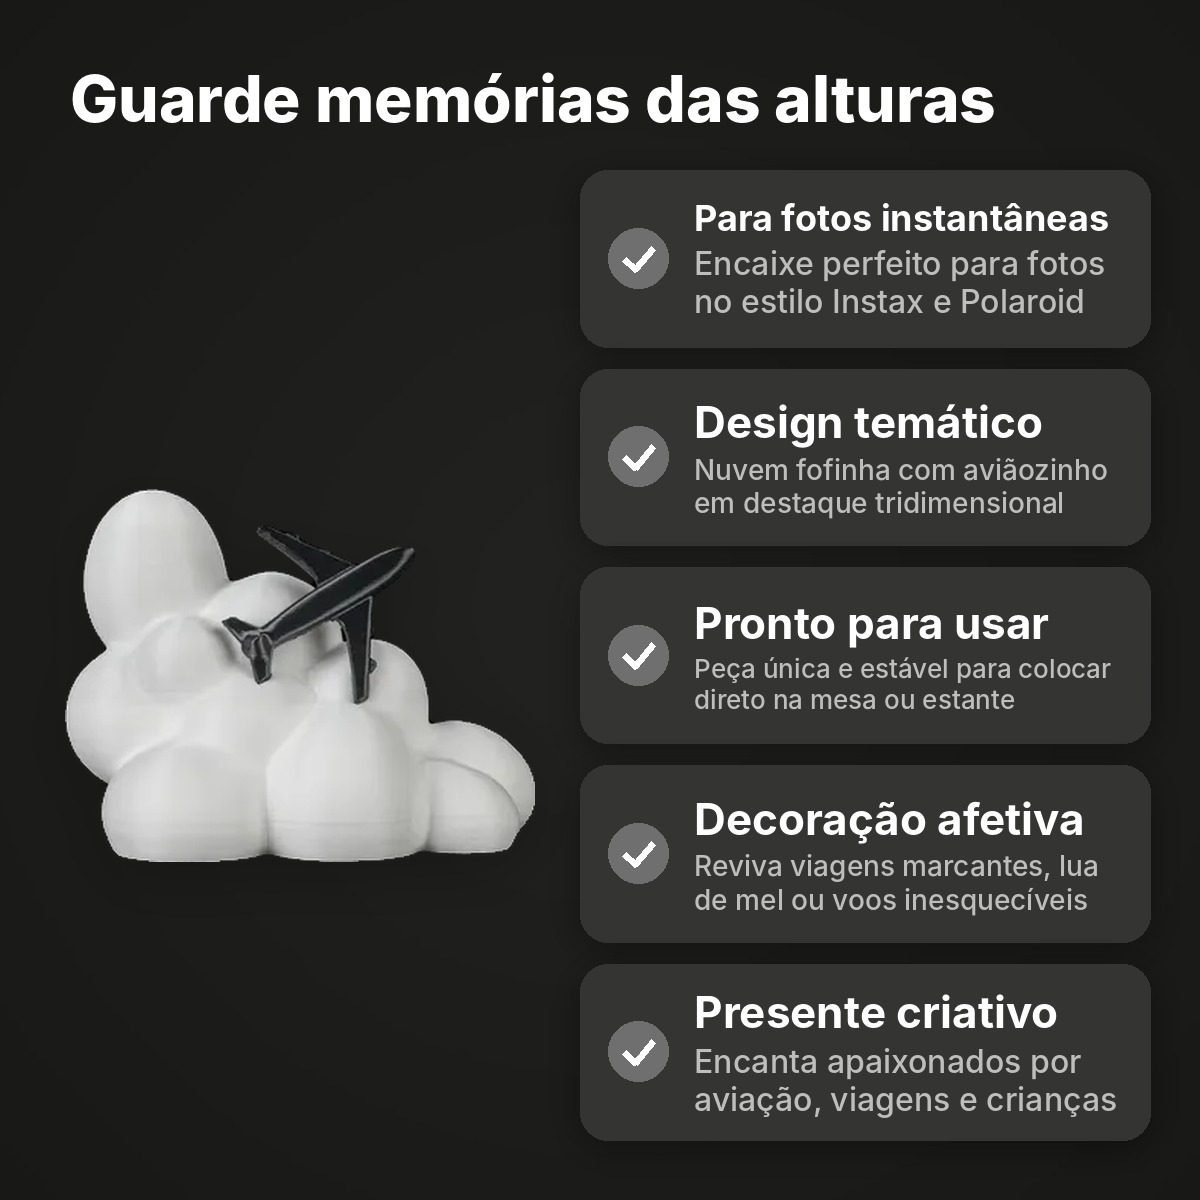 Guarde memórias das alturas
Para fotos instantâneas
Encaixe perfeito para fotos
no estilo Instax e Polaroid
Design temático
Nuvem fofinha com aviãozinho
em destaque tridimensional
Pronto para usar
Peça única e estável para colocar
direto na mesa ou estante
Decoração afetiva
Reviva viagens marcantes, lua
de mel ou voos inesquecíveis
Presente criativo
Encanta apaixonados por
aviação, viagens e crianças